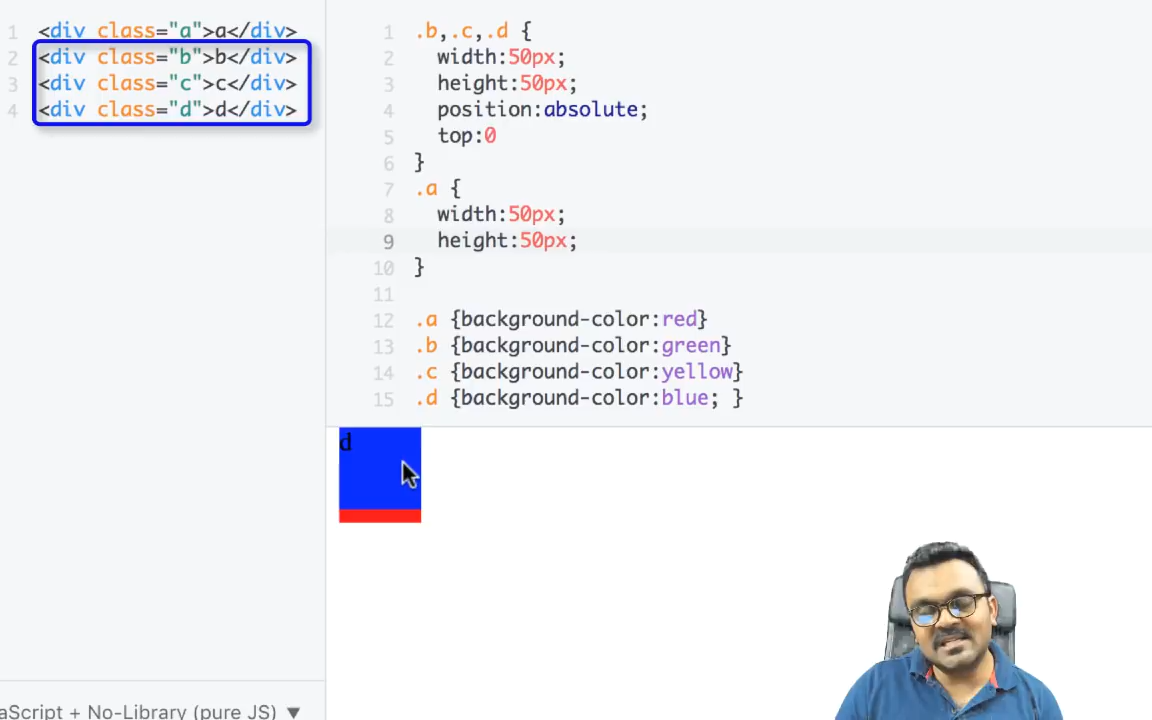 1 <div class="a">a</div>
2 <div class="b">b</div>
3 <div class="c">c</div>
4 <div class="d">d</div>
1 .b,.c,.d {
2 width:50px;
3 height:50px;
4 position:absolute;
5 top:0
6 }
7 .a {
8 width:50px;
9 height:50px;
10 }
11
12 .a {background-color:red}
13 .b {background-color:green}
14 .c {background-color:yellow}
15 .d {background-color:blue; }
d
aScript + No-Library (pure JS) ▼